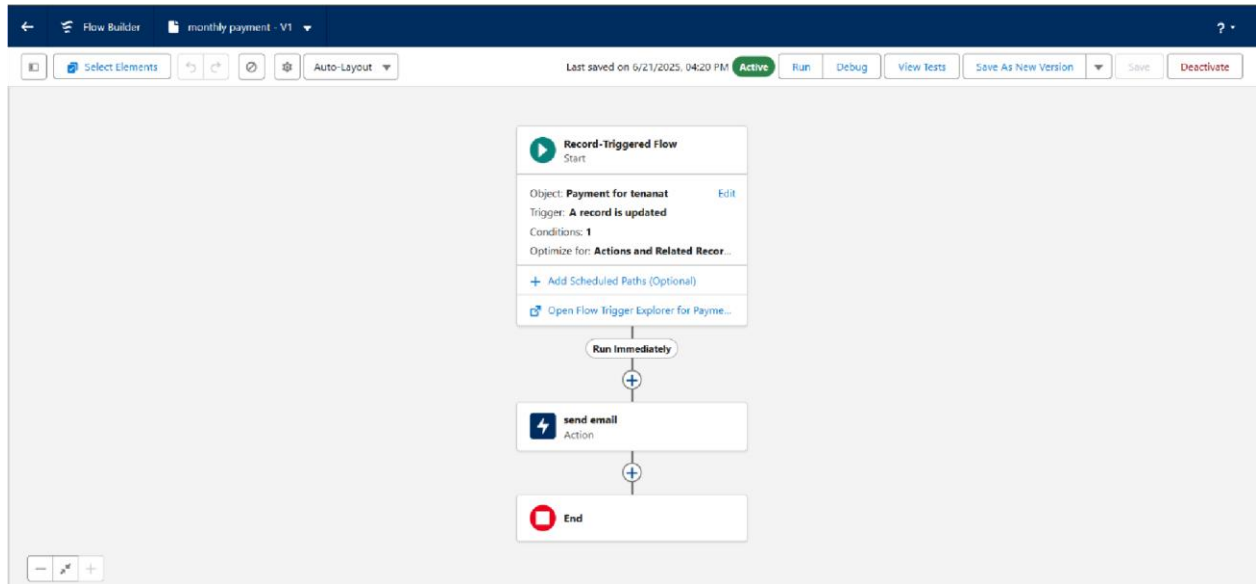 Flow Builder monthly payment - V1 ?
Select Elements Auto-Layout Last saved on 6/21/2025, 04:20 PM Active Run Debug View Tests Save As New Version Save Deactivate
Record-Triggered Flow
Start
Object: Payment for tenanat Edit
Trigger: A record is updated
Conditions: 1
Optimize for: Actions and Related Recor...
+ Add Scheduled Paths (Optional)
Open Flow Trigger Explorer for Payme...
Run Immediately
send email
Action
End